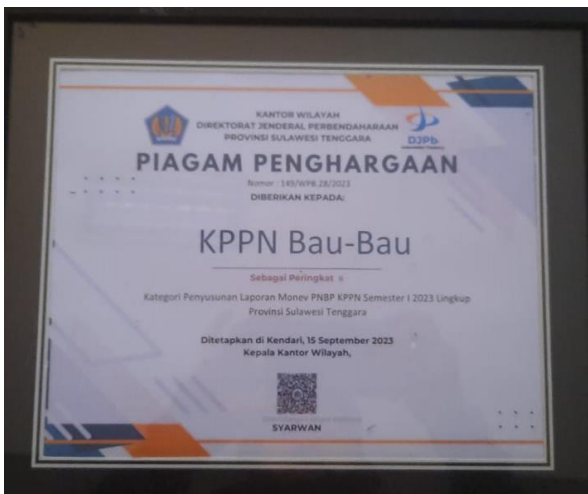 KANTOR WILAYAH
DIREKTORAT JENDERAL PERBENDAHARAAN
PROVINSI SULAWESI TENGGARA
DJPb
PIAGAM PENGHARGAAN
Nomor : 149/WPB.28/2023
DIBERIKAN KEPADA:
KPPN Bau-Bau
Sebagai Peringkat II
Kategori Penyusunan Laporan Monev PNBP KPPN Semester I 2023 Lingkup
Provinsi Sulawesi Tenggara
Ditetapkan di Kendari, 15 September 2023
Kepala Kantor Wilayah,
SYARWAN